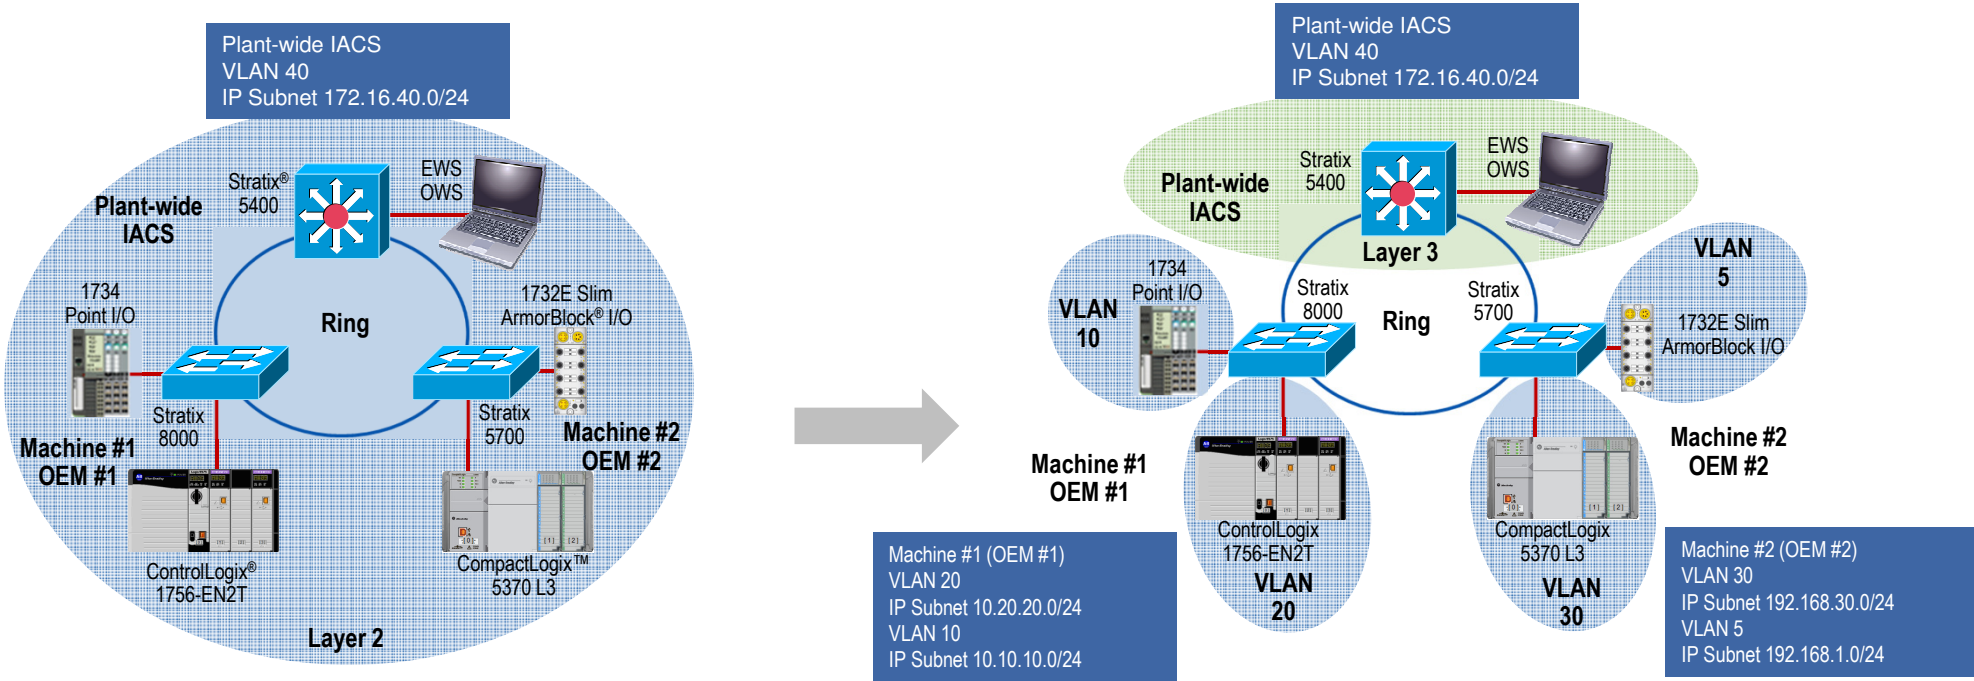 Plant-wide IACS
VLAN 40
IP Subnet 172.16.40.0/24
EWS
OWS
Stratix®
5400
Plant-wide
IACS
1734
Point I/O
Ring
1732E Slim
ArmorBlock® I/O
Stratix
8000
Stratix
5700
Machine #1
OEM #1
Machine #2
OEM #2
ControlLogix®
1756-EN2T
CompactLogix™
5370 L3
Layer 2
Plant-wide IACS
VLAN 40
IP Subnet 172.16.40.0/24
EWS
OWS
Stratix
5400
Plant-wide
IACS
Layer 3
VLAN
10
1734
Point I/O
Stratix
8000
Ring
Stratix
5700
VLAN
5
1732E Slim
ArmorBlock I/O
Machine #1
OEM #1
Machine #2
OEM #2
ControlLogix
1756-EN2T
VLAN
20
CompactLogix
5370 L3
VLAN
30
Machine #1 (OEM #1)
VLAN 20
IP Subnet 10.20.20.0/24
VLAN 10
IP Subnet 10.10.10.0/24
Machine #2 (OEM #2)
VLAN 30
IP Subnet 192.168.30.0/24
VLAN 5
IP Subnet 192.168.1.0/24